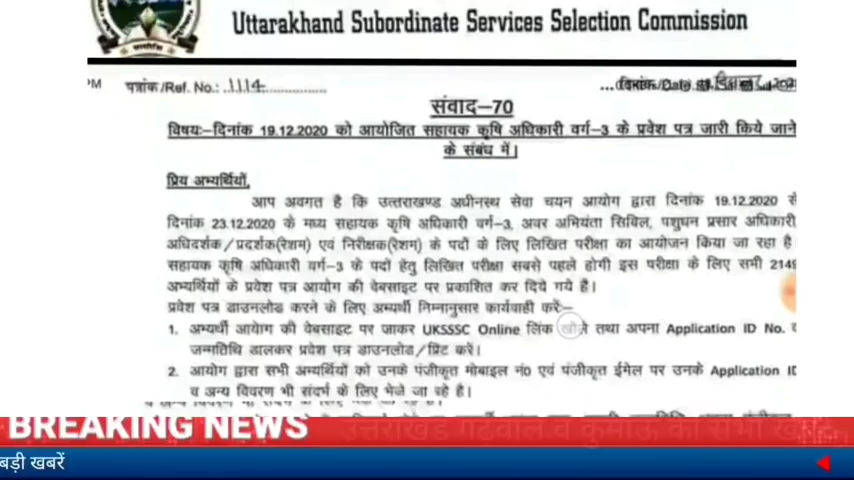 Uttarakhand Subordinate Services Selection Commission
PM पत्रांक/Ref. No.: 1114 दिनांक/Date
संवाद–70
विषयः–दिनांक 19.12.2020 को आयोजित सहायक कृषि अधिकारी वर्ग–3 के प्रवेश पत्र जारी किये जाने
के संबंध में।
प्रिय अभ्यर्थियों,
आप अवगत है कि उत्तराखण्ड अधीनस्थ सेवा चयन आयोग द्वारा दिनांक 19.12.2020 से
दिनांक 23.12.2020 के मध्य सहायक कृषि अधिकारी वर्ग–3, अवर अभियंता सिविल, पशुधन प्रसार अधिकारी
अधिदर्शक/प्रदर्शक(रेशम) एवं निरीक्षक(रेशम) के पदों के लिए लिखित परीक्षा का आयोजन किया जा रहा है
सहायक कृषि अधिकारी वर्ग–3 के पदों हेतु लिखित परीक्षा सबसे पहले होगी इस परीक्षा के लिए सभी 2149
अभ्यर्थियों के प्रवेश पत्र आयोग की वेबसाइट पर प्रकाशित कर दिये गये है।
प्रवेश पत्र डाउनलोड करने के लिए अभ्यर्थी निम्नानुसार कार्यवाही करें:–
1. अभ्यर्थी आयोग की वेबसाइट पर जाकर UKSSSC Online लिंक खोले तथा अपना Application ID No. व
जन्मतिथि डालकर प्रवेश पत्र डाउनलोड/प्रिंट करें।
2. आयोग द्वारा सभी अभ्यर्थियों को उनके पंजीकृत मोबाइल नं0 एवं पंजीकृत ईमेल पर उनके Application ID
व अन्य विवरण भी संदर्भ के लिए भेजे जा रहे है।
BREAKING NEWS
बड़ी खबरें